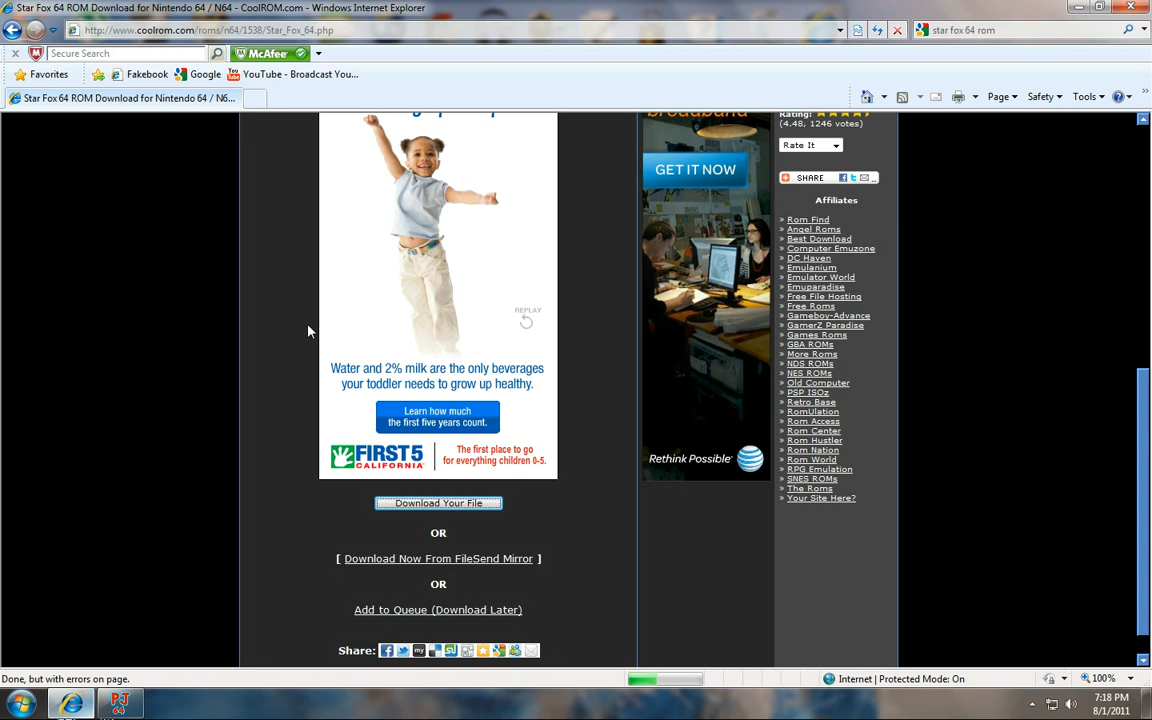 Star Fox 64 ROM Download for Nintendo 64 / N64 - CoolROM.com - Windows Internet Explorer
http://www.coolrom.com/roms/n64/1538/Star_Fox_64.php
star fox 64 rom
Secure Search
McAfee
Favorites
Fakebook
Google
YouTube - Broadcast You...
Star Fox 64 ROM Download for Nintendo 64 / N6...
Page
Safety
Tools
GET IT NOW
REPLAY
Water and 2% milk are the only beverages
your toddler needs to grow up healthy.
Learn how much
the first five years count.
FIRST5
CALIFORNIA
The first place to go
for everything children 0-5.
Rethink Possible
Rating:
(4.48, 1246 votes)
Rate It
SHARE
Affiliates
» Rom Find
» Angel Roms
» Best Download
» Computer Emuzone
» DC Haven
» Emulanium
» Emulator World
» Emuparadise
» Free File Hosting
» Free Roms
» Gameboy-Advance
» GamerZ Paradise
» Games Roms
» GBA ROMs
» More Roms
» NDS ROMs
» NES ROMs
» Old Computer
» PSP ISOz
» Retro Base
» RomUlation
» Rom Access
» Rom Center
» Rom Hustler
» Rom Nation
» Rom World
» RPG Emulation
» SNES ROMs
» The Roms
» Your Site Here?
Download Your File
OR
[ Download Now From FileSend Mirror ]
OR
Add to Queue (Download Later)
Share:
my
Done, but with errors on page.
Internet | Protected Mode: On
100%
PJ
64
7:18 PM
8/1/2011